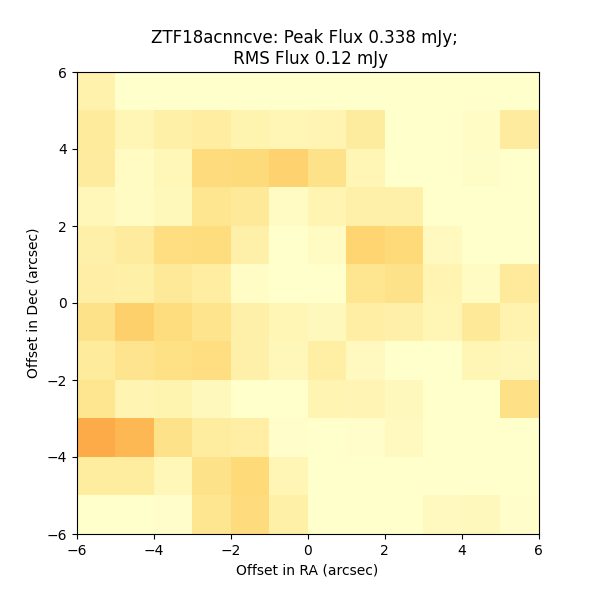 ZTF18acnncve: Peak Flux 0.338 mJy;
RMS Flux 0.12 mJy
6
4
2
0
−2
−4
−6
Offset in Dec (arcsec)
−6 −4 −2 0 2 4 6
Offset in RA (arcsec)